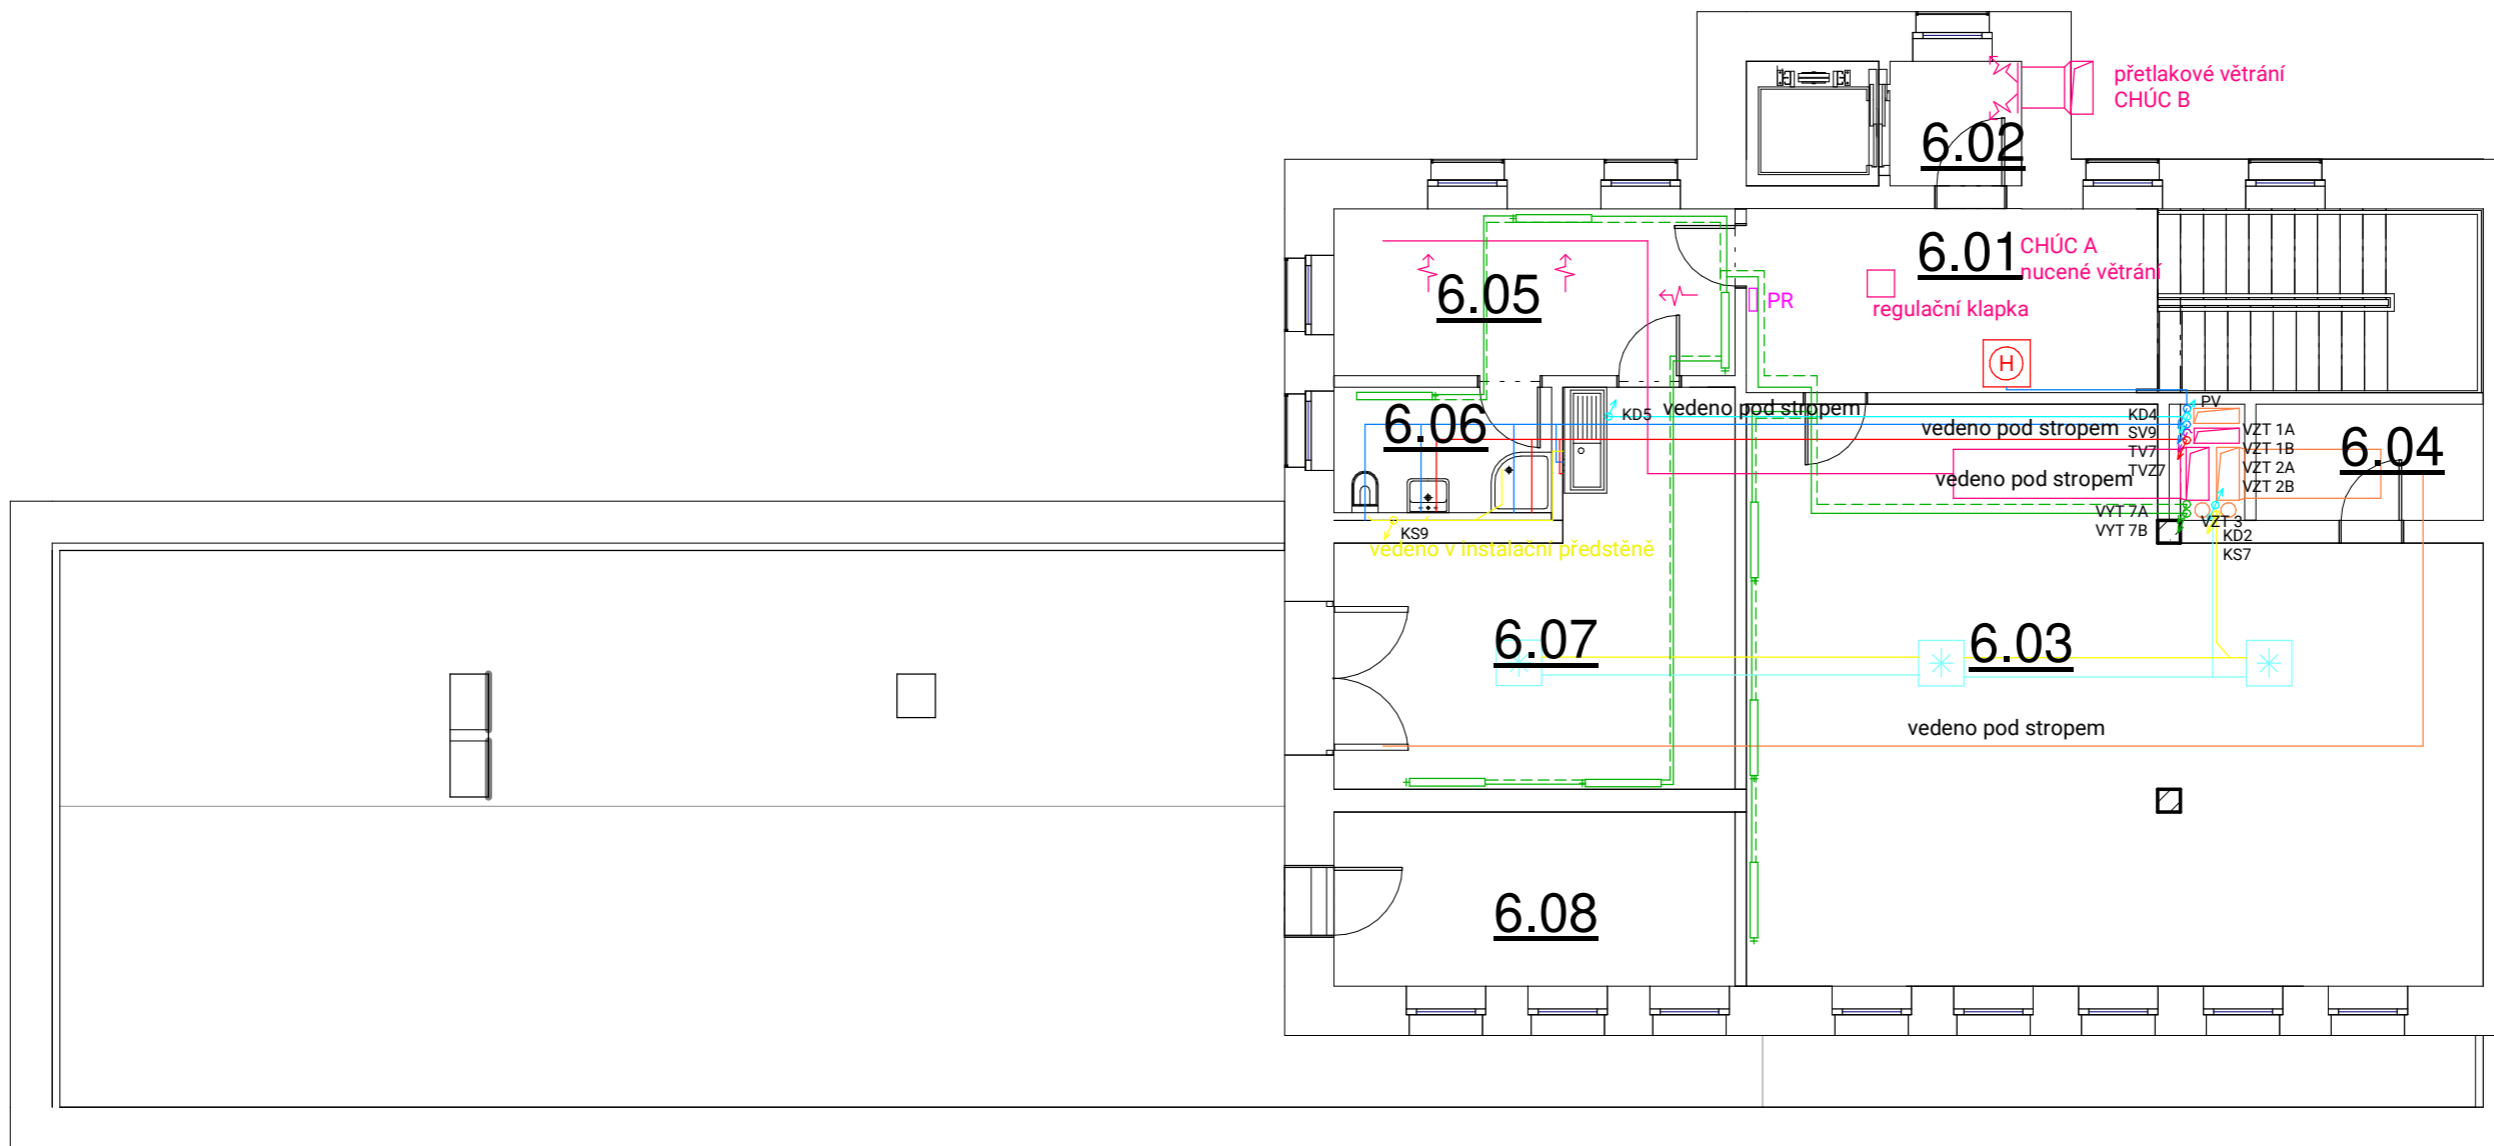 přetlakové větrání
CHÚC B
6.02
6.01
CHÚC A
nucené větrání
6.05
PR
regulační klapka
H
6.06
KD5
vedeno pod stropem
KD4
PV
vedeno pod stropem
SV9
VZT 1A
TV7
VZT 1B
TVZ7
VZT 2A
vedeno pod stropem
VZT 2B
6.04
VYT 7A
VZT 3
VYT 7B
KD2
KS7
KS9
vedeno v instalační předstěně
6.07
6.03
vedeno pod stropem
6.08